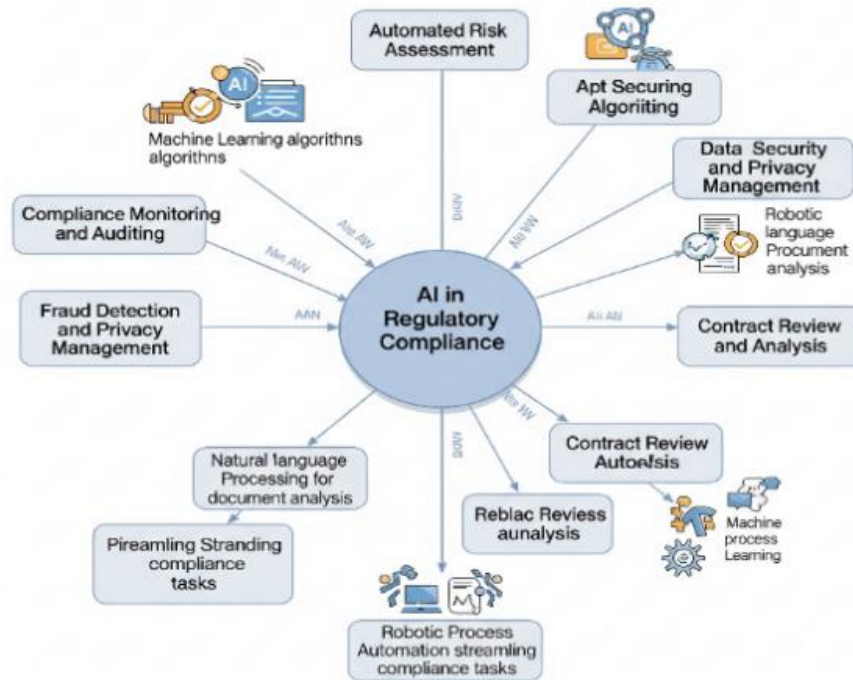 Automated Risk
Assessment
AI
Apt Securing
Algoriiting
AI
Machine Learning algorithns
algorithns
Data Security
and Privacy
Management
Compliance Monitoring
and Auditing
Robotic
language
Procument
analysis
AI in
Regulatory
Compliance
Fraud Detection
and Privacy
Management
AAN
Contract Review
and Analysis
Natural language
Processing for
document analysis
Contract Review
Pireamling Stranding
compliance
tasks
Reblac Reviess
aunalysis
Machine
process
Learning
Robotic Process
Automation streamling
compliance tasks